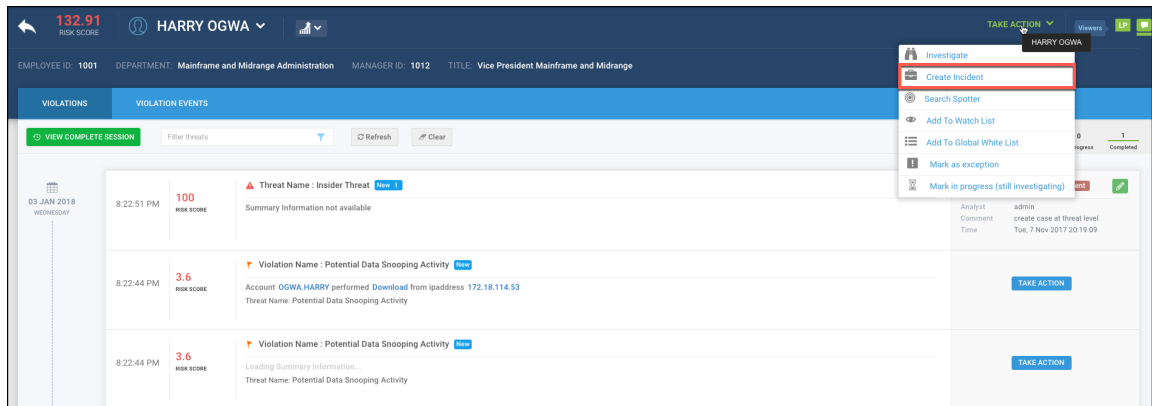 132.91
RISK SCORE
HARRY OGWA
TAKE ACTION
Viewers
LP
HARRY OGWA
EMPLOYEE ID: 1001 DEPARTMENT: Mainframe and Midrange Administration MANAGER ID: 1012 TITLE: Vice President Mainframe and Midrange
Investigate
Create Incident
Search Spotter
Add To Watch List
Add To Global White List
Mark as exception
Mark in progress (still investigating)
VIOLATIONS VIOLATION EVENTS
VIEW COMPLETE SESSION Filter threats Refresh Clear
0 1
rogress Completed
03 JAN 2018
WEDNESDAY
8:22:51 PM
100
RISK SCORE
Threat Name : Insider Threat New 1
Summary Information not available
ent
Analyst admin
Comment create case at threat level
Time Tue, 7 Nov 2017 20:19:09
8:22:44 PM
3.6
RISK SCORE
Violation Name : Potential Data Snooping Activity New
Account OGWA.HARRY performed Download from ipaddress 172.18.114.53
Threat Name: Potential Data Snooping Activity
TAKE ACTION
8:22:44 PM
3.6
RISK SCORE
Violation Name : Potential Data Snooping Activity New
Loading Summary Information...
Threat Name: Potential Data Snooping Activity
TAKE ACTION